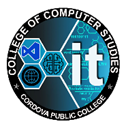 COLLEGE OF COMPUTER STUDIES
it
CORDOVA PUBLIC COLLEGE